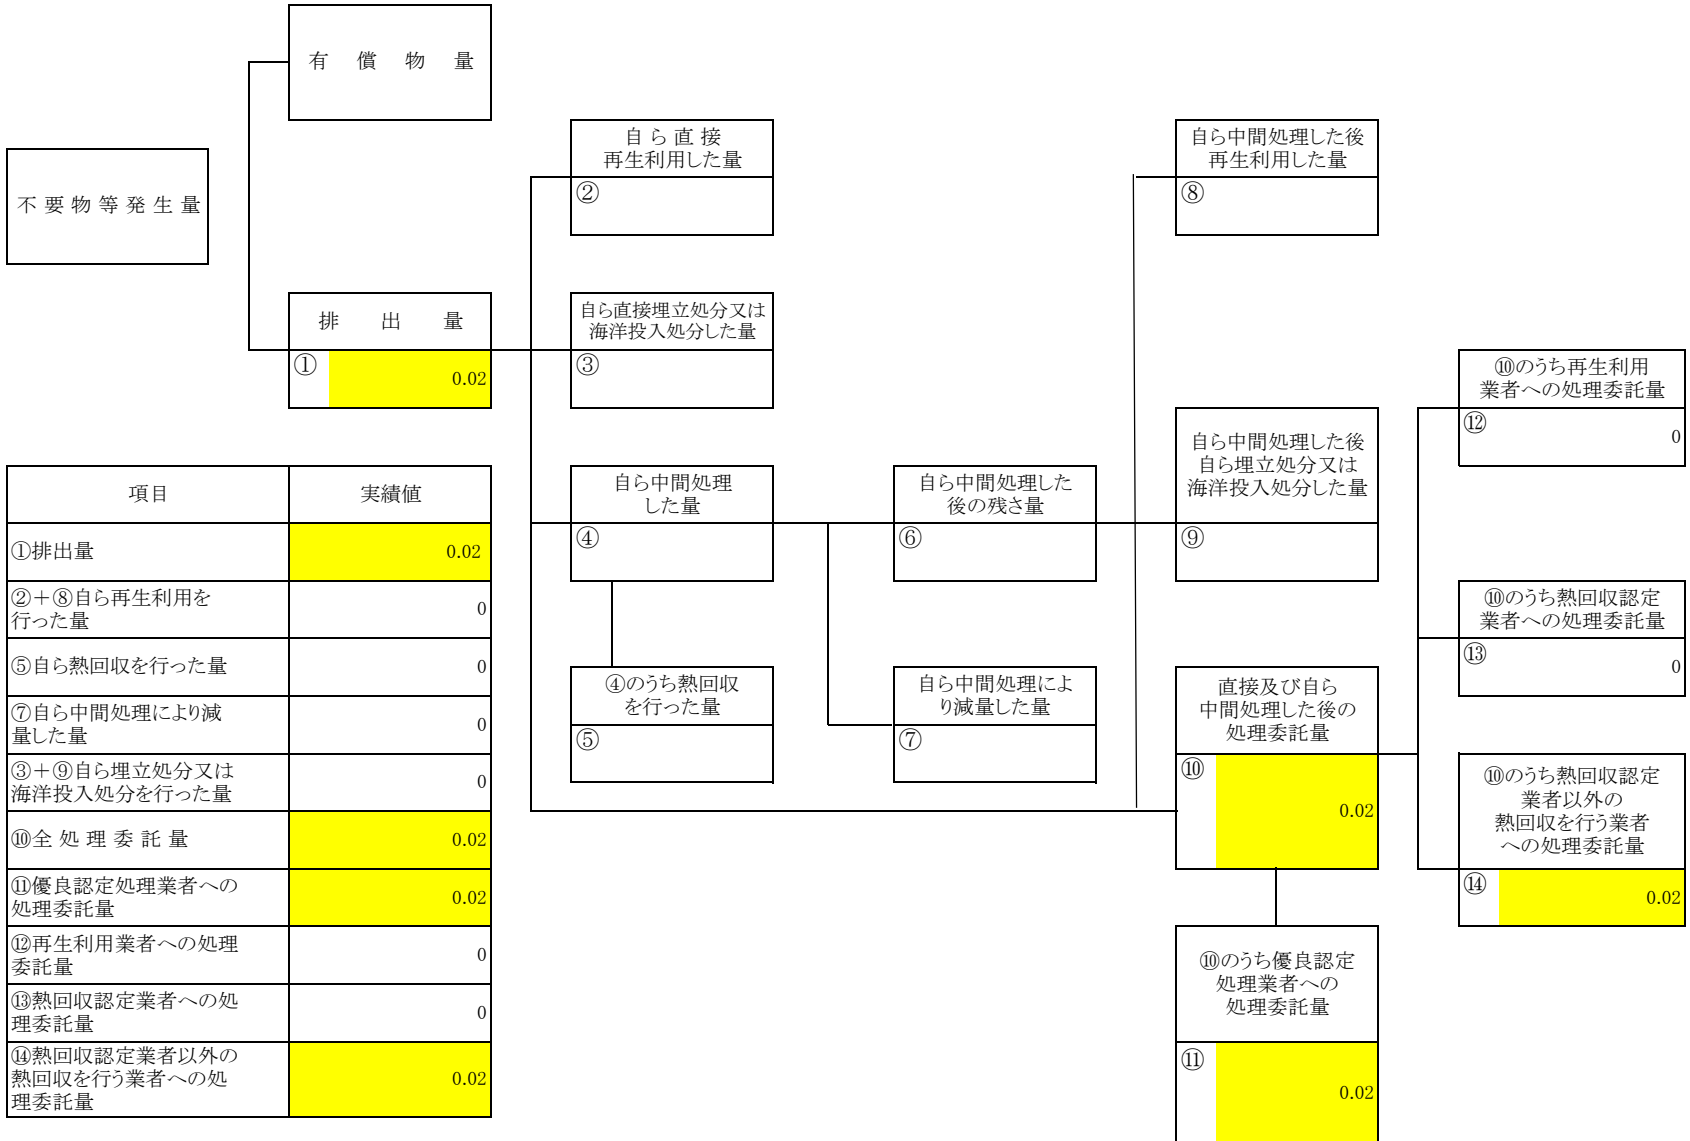 有償物量
不要物等発生量
排出量
①
0.02
自ら直接
再生利用した量
②
自ら直接埋立処分又は
海洋投入処分した量
③
自ら中間処理
した量
④
④のうち熱回収
を行った量
⑤
自ら中間処理した
後の残さ量
⑥
自ら中間処理によ
り減量した量
⑦
自ら中間処理した後
再生利用した量
⑧
自ら中間処理した後
自ら埋立処分又は
海洋投入処分した量
⑨
直接及び自ら
中間処理した後の
処理委託量
⑩
0.02
⑩のうち優良認定
処理業者への
処理委託量
⑪
0.02
⑩のうち再生利用
業者への処理委託量
⑫
0
⑩のうち熱回収認定
業者への処理委託量
⑬
0
⑩のうち熱回収認定
業者以外の
熱回収を行う業者
への処理委託量
⑭
0.02
項目 実績値
①排出量 0.02
②＋⑧自ら再生利用を
行った量
0
⑤自ら熱回収を行った量 0
⑦自ら中間処理により減
量した量
0
③＋⑨自ら埋立処分又は
海洋投入処分を行った量
0
⑩全処理委託量 0.02
⑪優良認定処理業者への
処理委託量
0.02
⑫再生利用業者への処理
委託量
0
⑬熱回収認定業者への処
理委託量
0
⑭熱回収認定業者以外の
熱回収を行う業者への処
理委託量
0.02